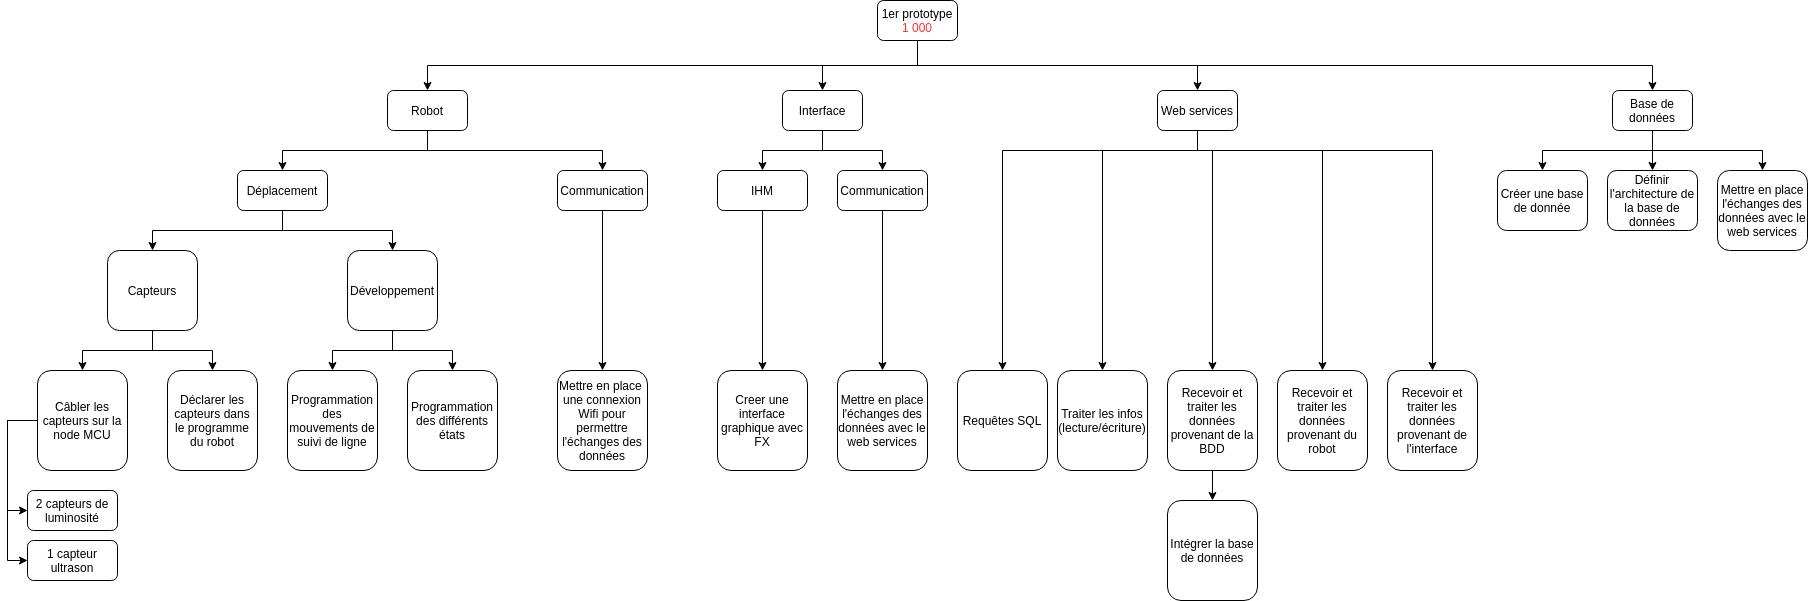 1er prototype
1 000
Robot
Interface
Web services
Base de
données
Déplacement
Communication
IHM
Communication
Créer une base
de donnée
Définir
l'architecture de
la base de
données
Mettre en place
l'échanges des
données avec le
web services
Capteurs
Développement
Câbler les
capteurs sur la
node MCU
Déclarer les
capteurs dans
le programme
du robot
Programmation
des
mouvements de
suivi de ligne
Programmation
des différents
états
Mettre en place
une connexion
Wifi pour
permettre
l'échanges des
données
Creer une
interface
graphique avec
FX
Mettre en place
l'échanges des
données avec le
web services
Requêtes SQL
Traiter les infos
(lecture/écriture)
Recevoir et
traiter les
données
provenant de la
BDD
Recevoir et
traiter les
données
provenant du
robot
Recevoir et
traiter les
données
provenant de
l'interface
2 capteurs de
luminosité
1 capteur
ultrason
Intégrer la base
de données